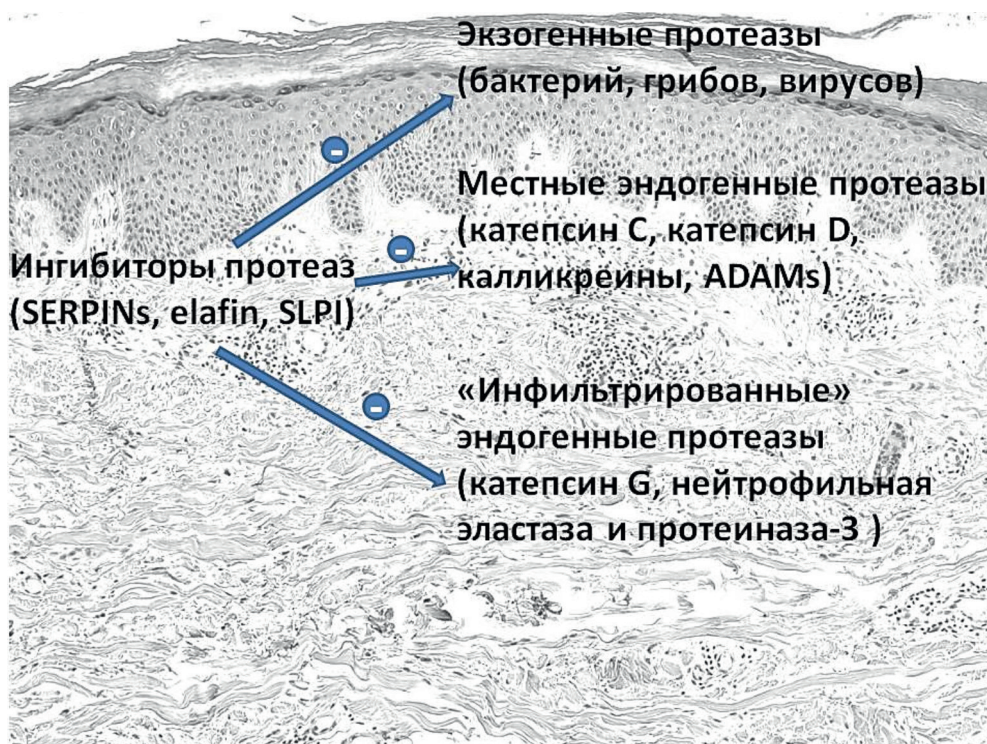 Экзогенные протеазы
(бактерий, грибов, вирусов)
Местные эндогенные протеазы
(катепсин С, катепсин D,
калликреины, ADAMs)
Ингибиторы протеаз
(SERPINs, elafin, SLPI)
«Инфильтрированные»
эндогенные протеазы
(катепсин G, нейтрофильная
эластаза и протеиназа-3 )